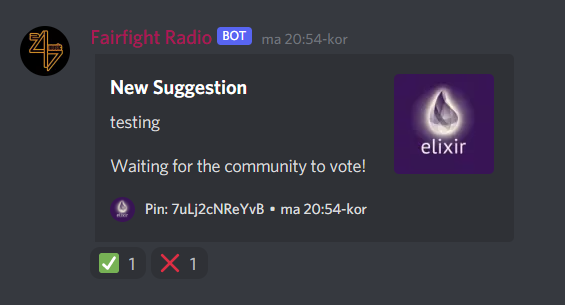 Fairfight Radio BOT ma 20:54-kor
New Suggestion
testing
elixir
Waiting for the community to vote!
Pin: 7uLj2cNReYvB • ma 20:54-kor
1 1